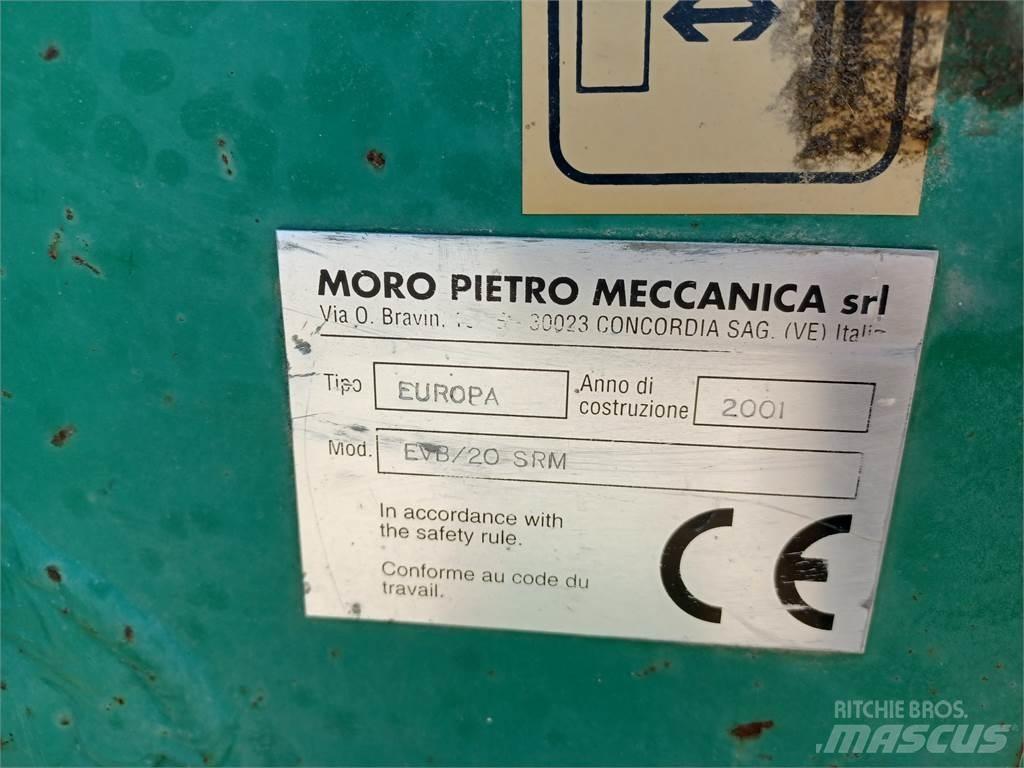 MORO PIETRO MECCANICA srl
Via O. Bravin, 30023 CONCORDIA SAG. (VE) Italia
Tipo EUROPA Anno di costruzione 2001
Mod. EVB/20 SRM
In accordance with
the safety rule.
Conforme au code du
travail.
CE
RITCHIE BROS.
MASCUS